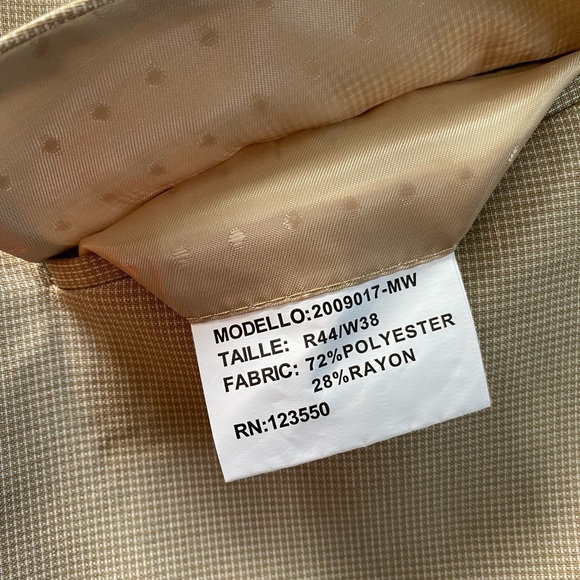 MODELLO:2009017-MW
TAILLE: R44/W38
FABRIC: 72%POLYESTER
28%RAYON
RN:123550